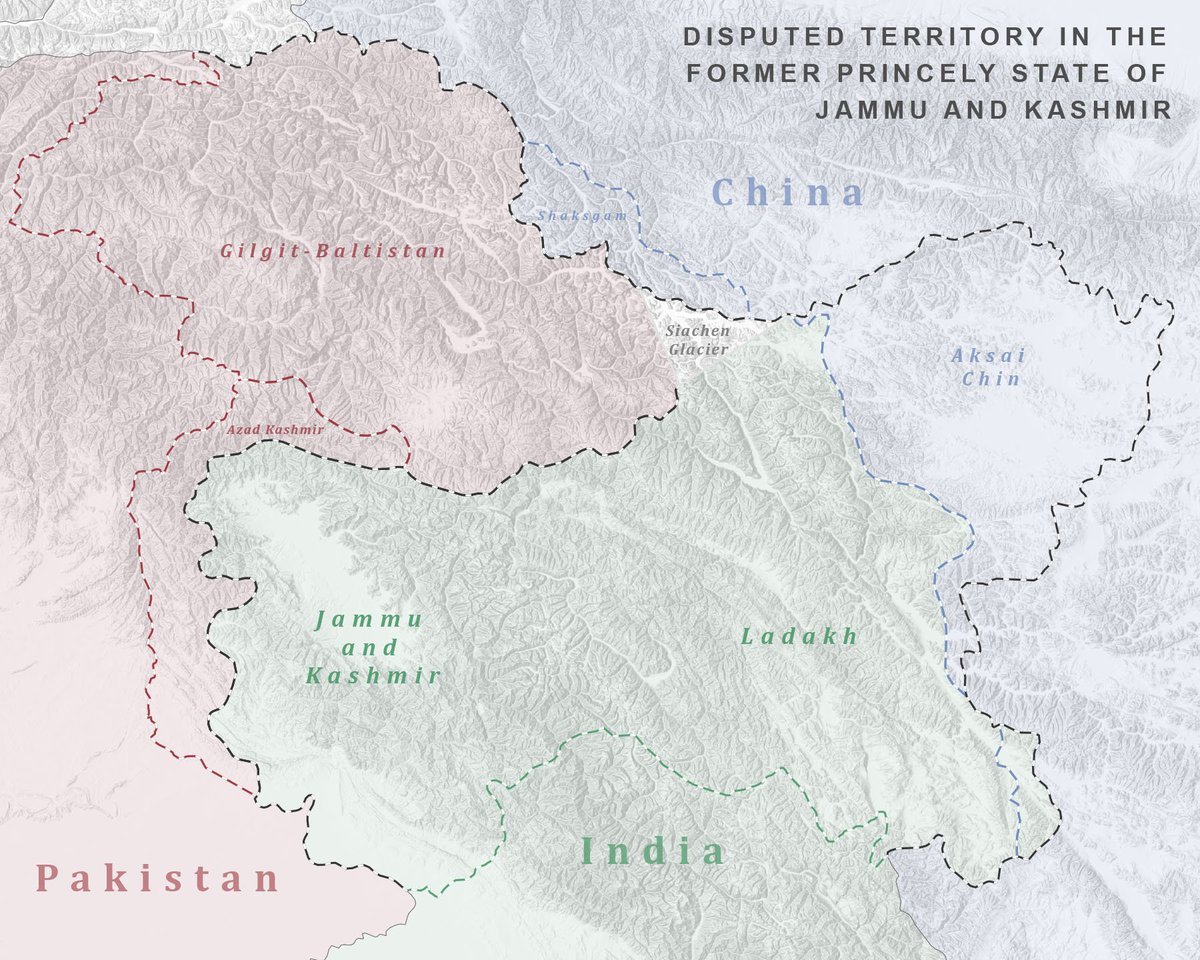 DISPUTED TERRITORY IN THE
FORMER PRINCELY STATE OF
JAMMU AND KASHMIR
China
Shaksgam
Gilgit-Baltistan
Siachen
Glacier
Aksai
Chin
Azad Kashmir
Jammu
and
Kashmir
Ladakh
India
Pakistan